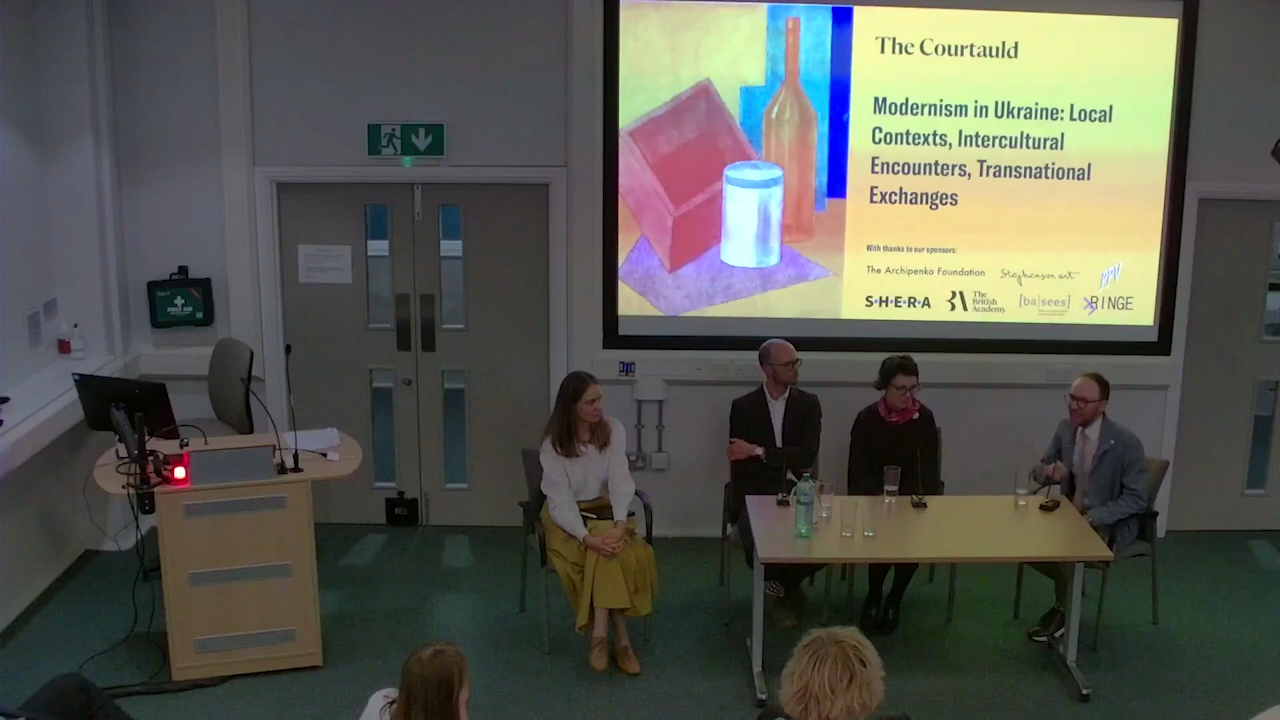 The Courtauld
Modernism in Ukraine: Local
Contexts, Intercultural
Encounters, Transnational
Exchanges
With thanks to our sponsors:
The Archipenko Foundation
Stephenson art
S·H·E·R·A
BA
The
British
Academy
[ba|sees]
RINGE
FIRST AID